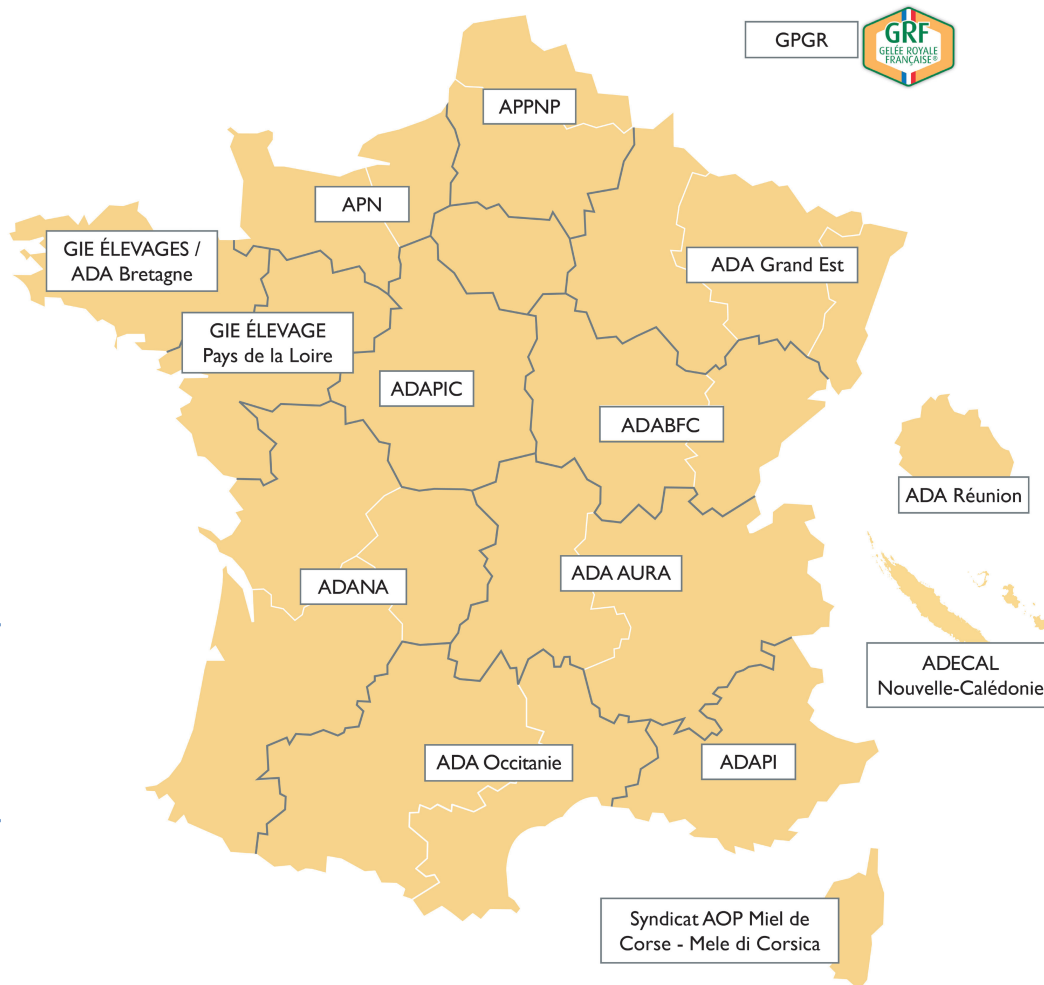 GPGR
GRF
GELÉE ROYALE
FRANÇAISE®
APPNP
APN
GIE ÉLEVAGES /
ADA Bretagne
ADA Grand Est
GIE ÉLEVAGE
Pays de la Loire
ADAPIC
ADABFC
ADA Réunion
ADANA
ADA AURA
ADECAL
Nouvelle-Calédonie
ADA Occitanie
ADAPI
Syndicat AOP Miel de
Corse - Mele di Corsica